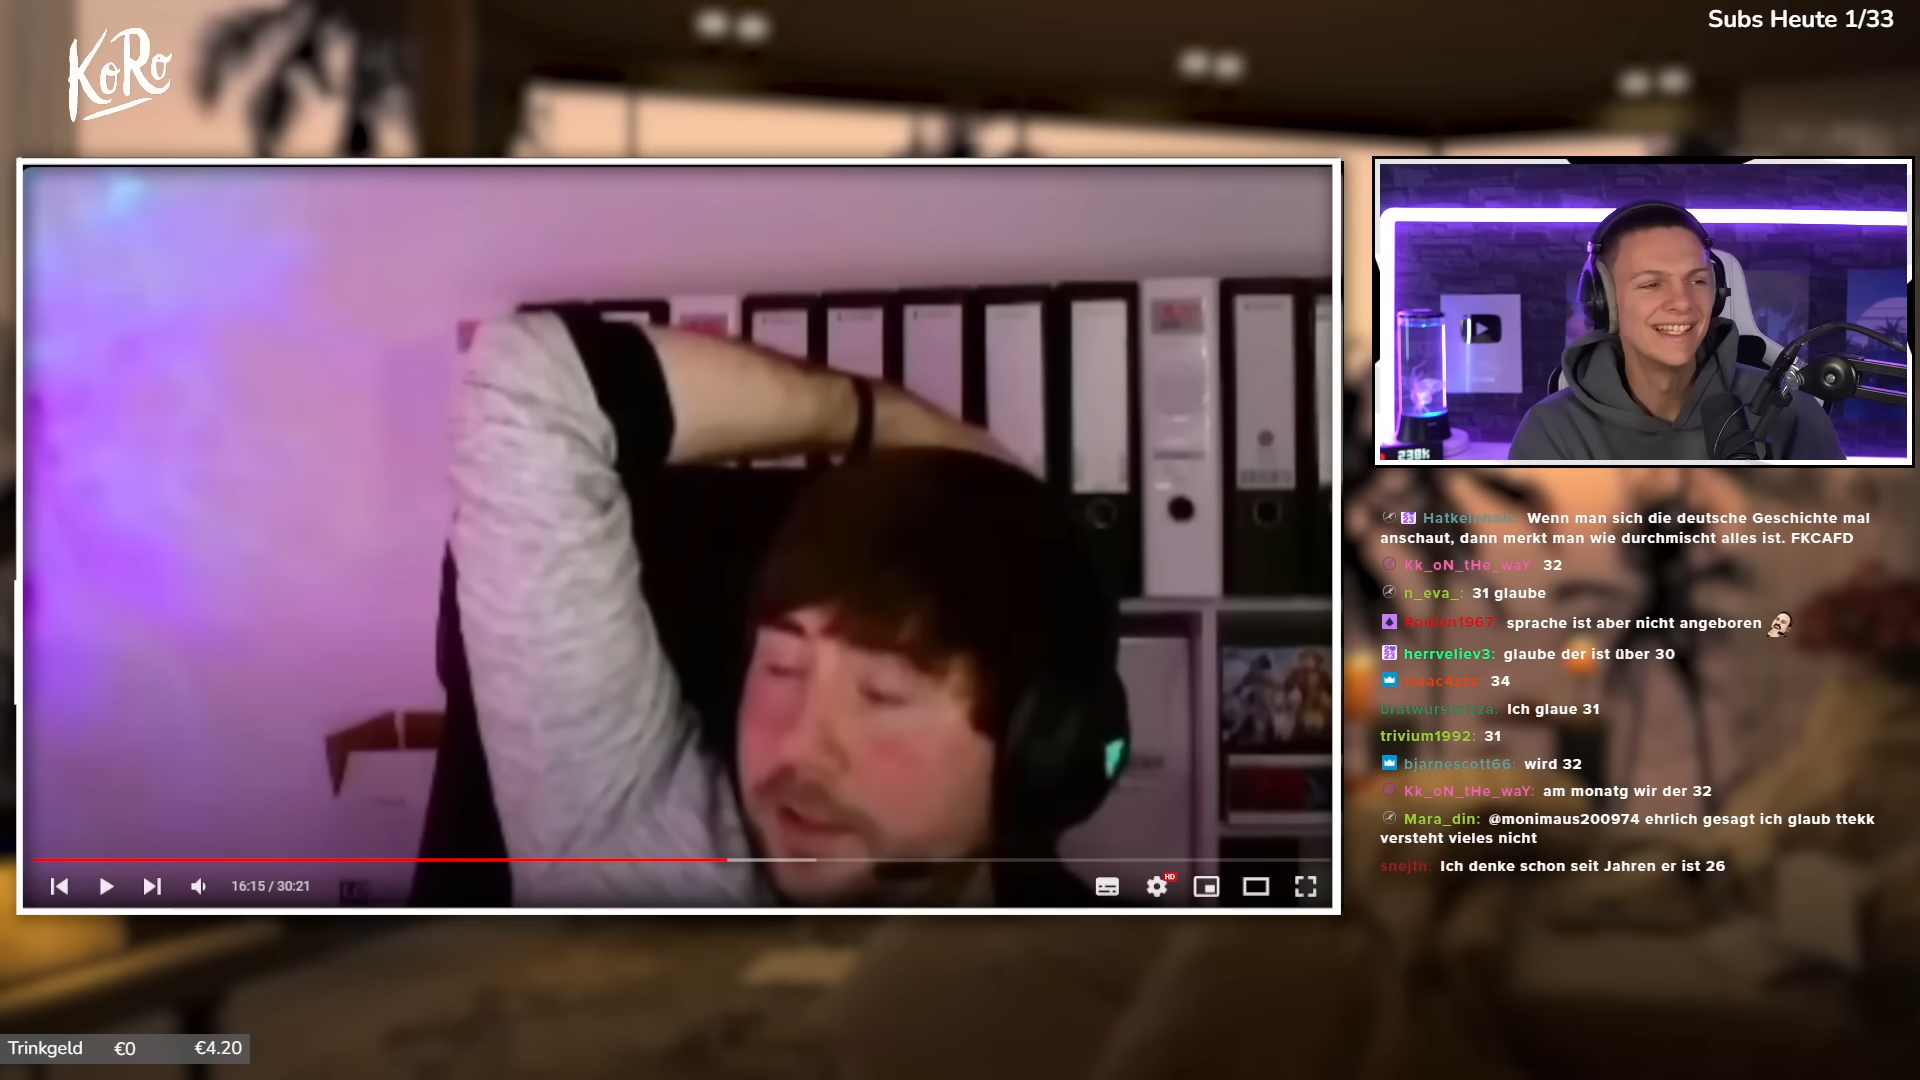 KoRo
Subs Heute 1/33
238k
Wenn man sich die deutsche Geschichte mal
anschaut, dann merkt man wie durchmischt alles ist. FKCAFD
Kk_oN_tHe_waY: 32
n_eva_: 31 glaube
sprache ist aber nicht angeboren
herrveliev3: glaube der ist über 30
34
bratwurstpizza: Ich glaue 31
trivium1992: 31
bjarnescott66: wird 32
Kk_oN_tHe_waY: am monatg wir der 32
Mara_din: @monimaus200974 ehrlich gesagt ich glaub ttekk
versteht vieles nicht
snejth: Ich denke schon seit Jahren er ist 26
16:15 / 30:21
HD
Trinkgeld €0 €4.20